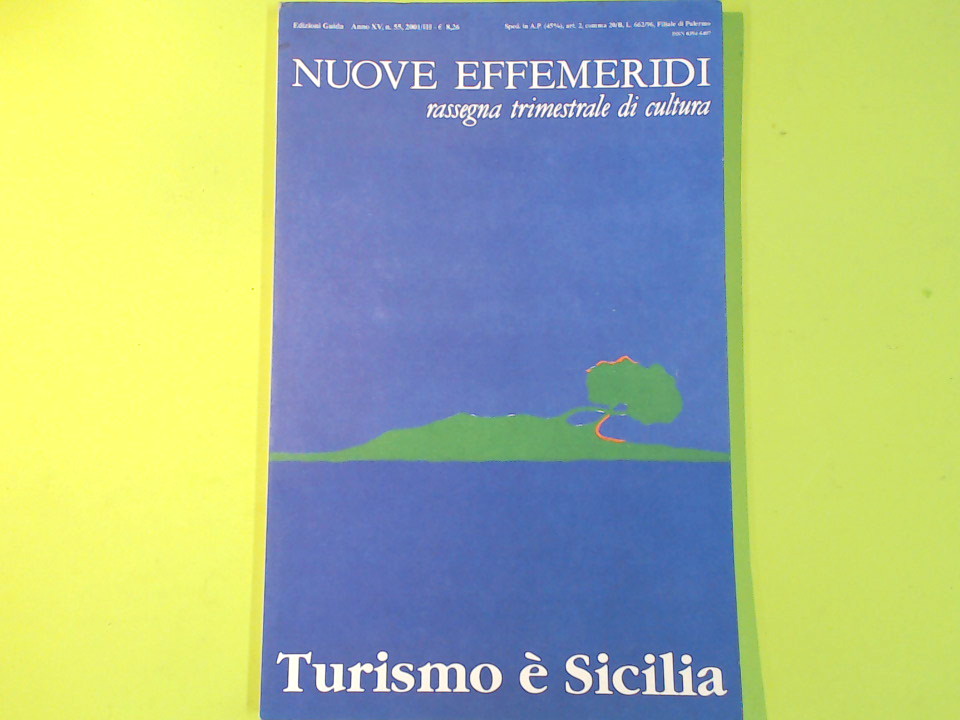 Edizioni Guida Anno XV, n. 55, 2001/III - € 8,26
Sped. in A.P. (45%), art. 2, comma 20/B, L. 662/96, Filiale di Palermo
ISSN
NUOVE EFFEMERIDI
rassegna trimestrale di cultura
Turismo è Sicilia